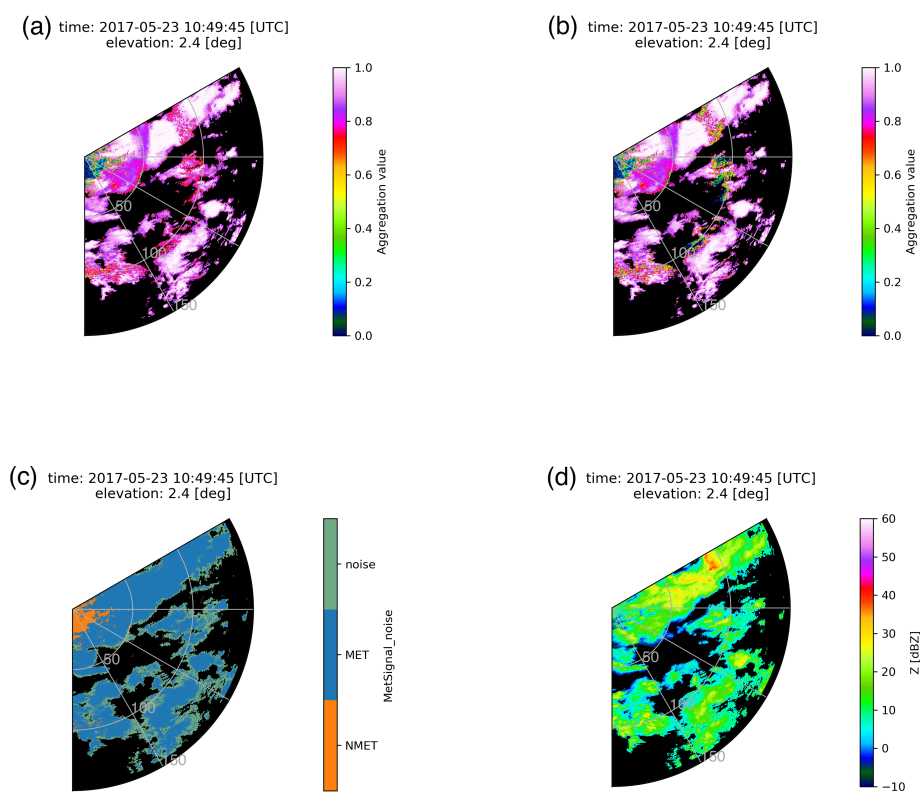 (a) time: 2017-05-23 10:49:45 [UTC]
elevation: 2.4 [deg]
1.0
0.8
0.6
0.4
0.2
0.0
Aggregation value
50
100
150
(b) time: 2017-05-23 10:49:45 [UTC]
elevation: 2.4 [deg]
1.0
0.8
0.6
0.4
0.2
0.0
Aggregation value
50
100
150
(c) time: 2017-05-23 10:49:45 [UTC]
elevation: 2.4 [deg]
noise
MET
NMET
MetSignal_noise
50
100
150
(d) time: 2017-05-23 10:49:45 [UTC]
elevation: 2.4 [deg]
60
50
40
30
20
10
0
−10
Z [dBZ]
50
100
150